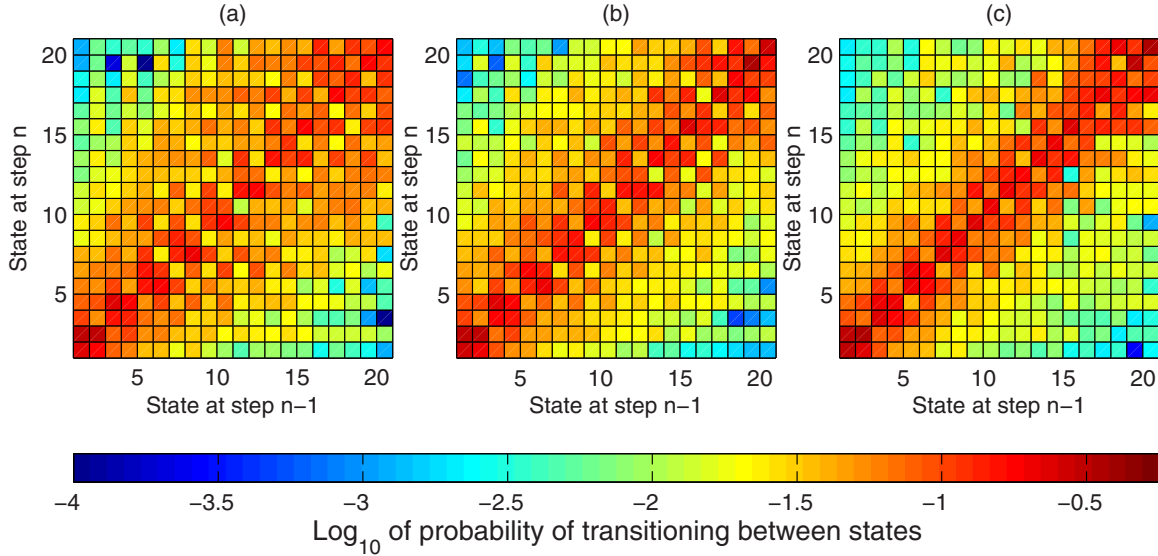 (a) (b) (c)
State at step n
20
15
10
5
5 10 15 20
State at step n−1
State at step n
20
15
10
5
5 10 15 20
State at step n−1
State at step n
20
15
10
5
5 10 15 20
State at step n−1
−4 −3.5 −3 −2.5 −2 −1.5 −1 −0.5
Log10 of probability of transitioning between states